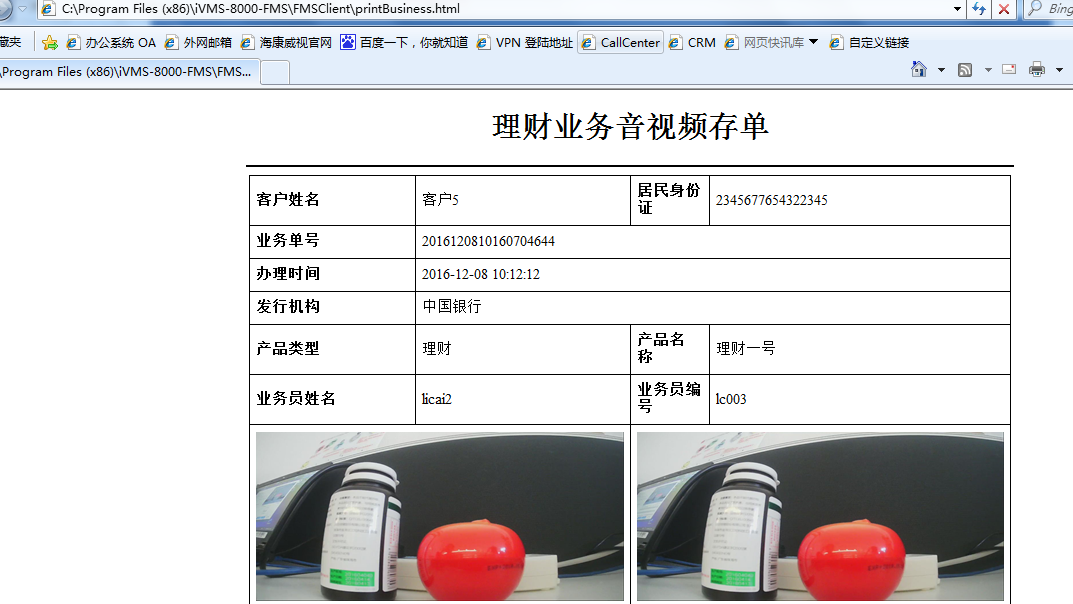 C:\Program Files (x86)\iVMS-8000-FMS\FMSClient\printBusiness.html
Bing
藏夹 办公系统 OA 外网邮箱 海康威视官网 百度一下，你就知道 VPN 登陆地址 CallCenter CRM 网页快讯库 自定义链接
\Program Files (x86)\iVMS-8000-FMS\FMS...
理财业务音视频存单
客户姓名 客户5 居民身份证 2345677654322345
业务单号 2016120810160704644
办理时间 2016-12-08 10:12:12
发行机构 中国银行
产品类型 理财 产品名称 理财一号
业务员姓名 licai2 业务员编号 lc003